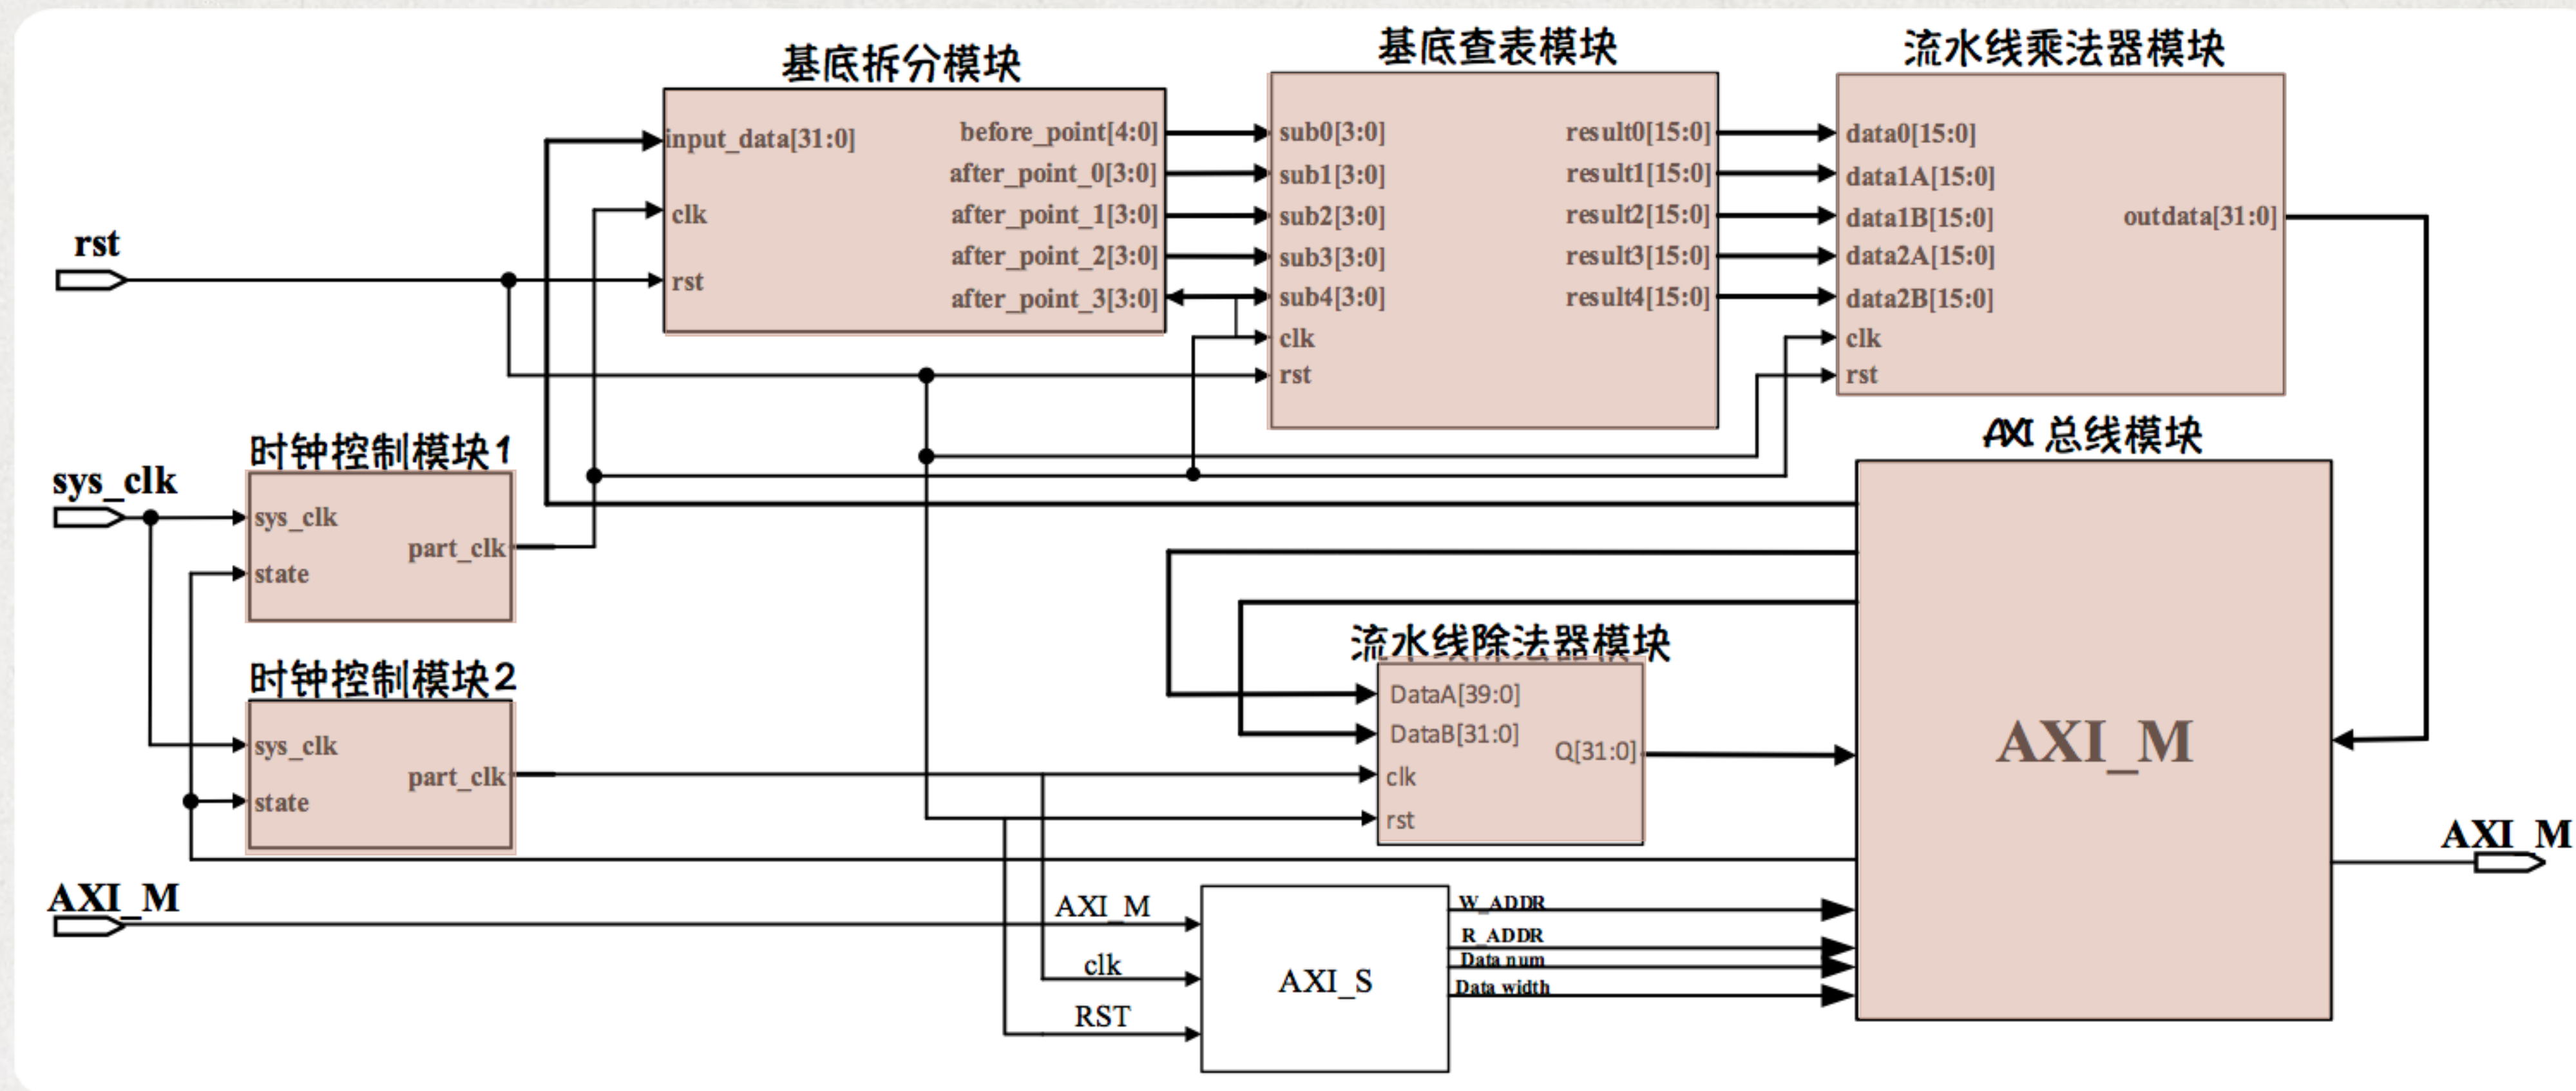 基底拆分模块
input_data[31:0]
clk
rst
before_point[4:0]
after_point_0[3:0]
after_point_1[3:0]
after_point_2[3:0]
after_point_3[3:0]
基底查表模块
sub0[3:0]
sub1[3:0]
sub2[3:0]
sub3[3:0]
sub4[3:0]
clk
rst
result0[15:0]
result1[15:0]
result2[15:0]
result3[15:0]
result4[15:0]
流水线乘法器模块
data0[15:0]
data1A[15:0]
data1B[15:0]
data2A[15:0]
data2B[15:0]
clk
rst
outdata[31:0]
rst
sys_clk
时钟控制模块1
sys_clk
state
part_clk
时钟控制模块2
sys_clk
state
part_clk
流水线除法器模块
DataA[39:0]
DataB[31:0]
clk
rst
Q[31:0]
AXI 总线模块
AXI_M
AXI_M
AXI_M
AXI_M
clk
RST
AXI_S
W_ADDR
R_ADDR
Data num
Data width